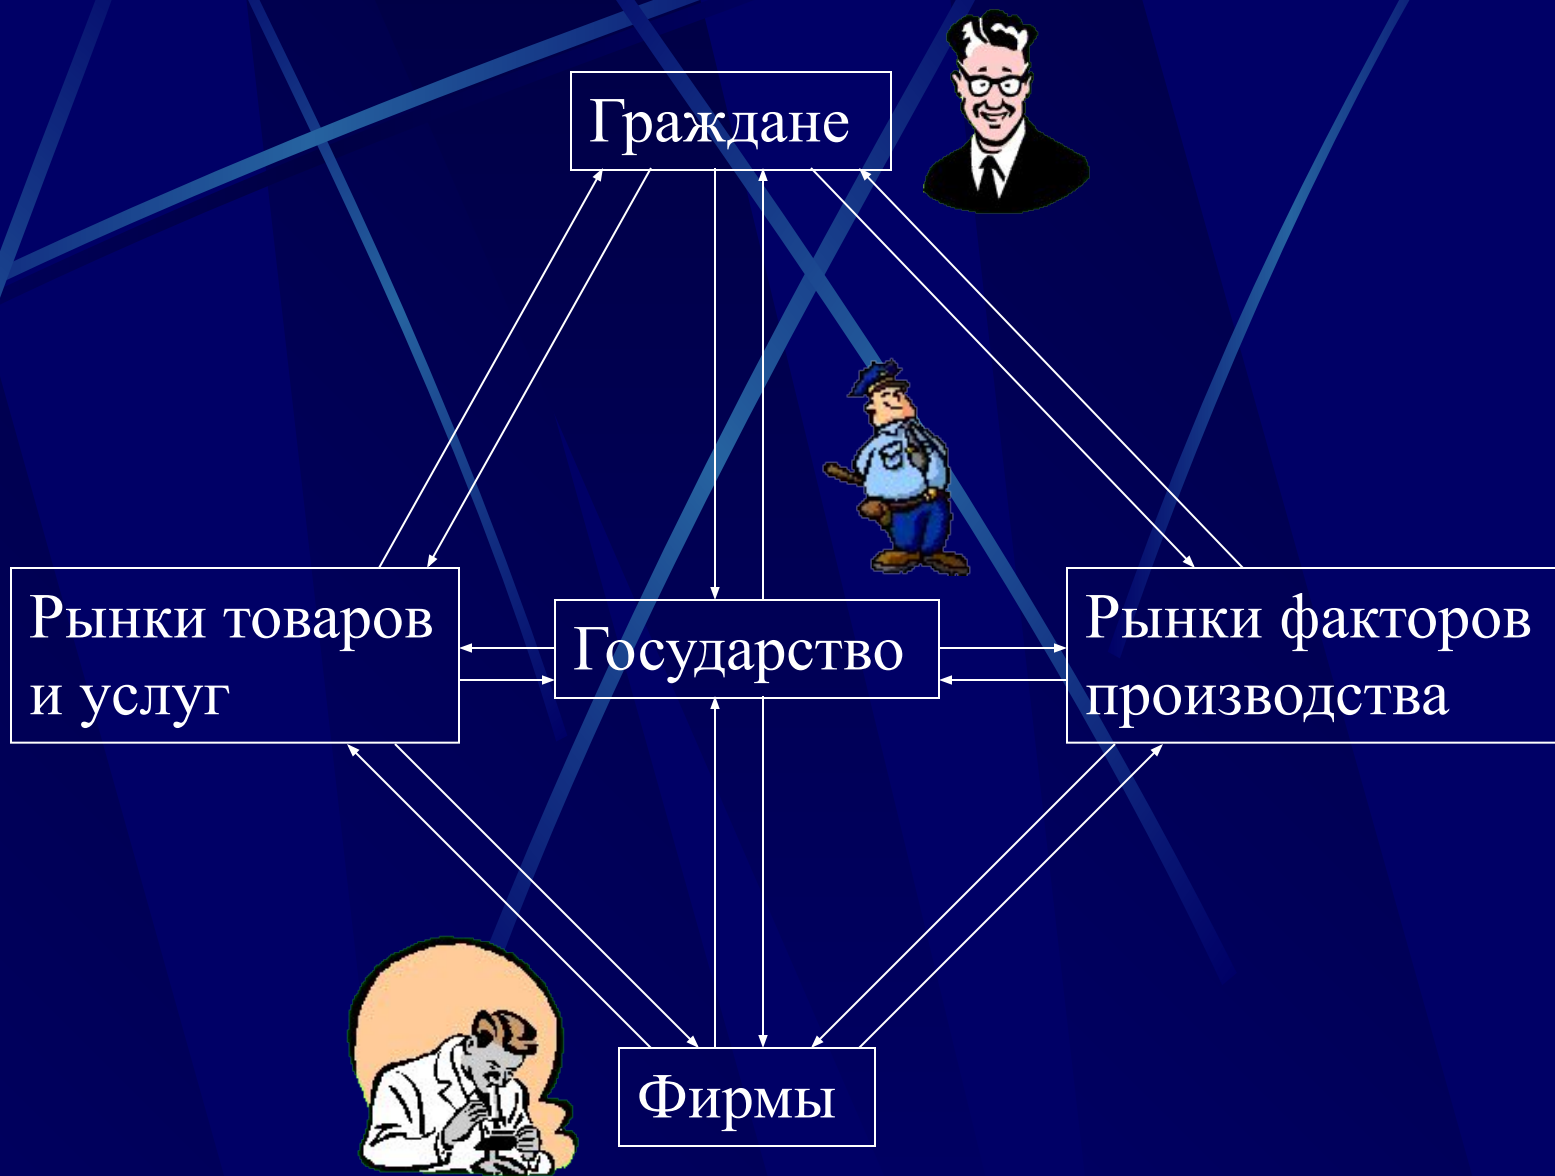 Граждане
Рынки товаров
и услуг
Государство
Рынки факторов
производства
Фирмы